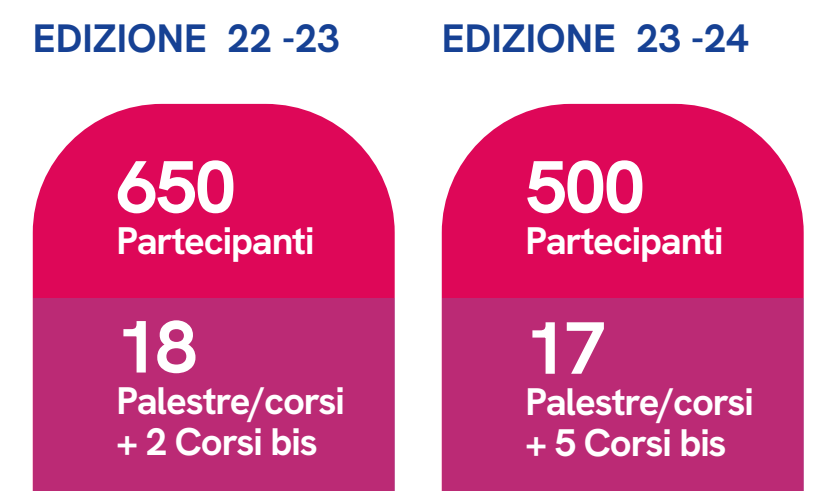 EDIZIONE 22 -23
650
Partecipanti
18
Palestre/corsi
+ 2 Corsi bis
EDIZIONE 23 -24
500
Partecipanti
17
Palestre/corsi
+ 5 Corsi bis